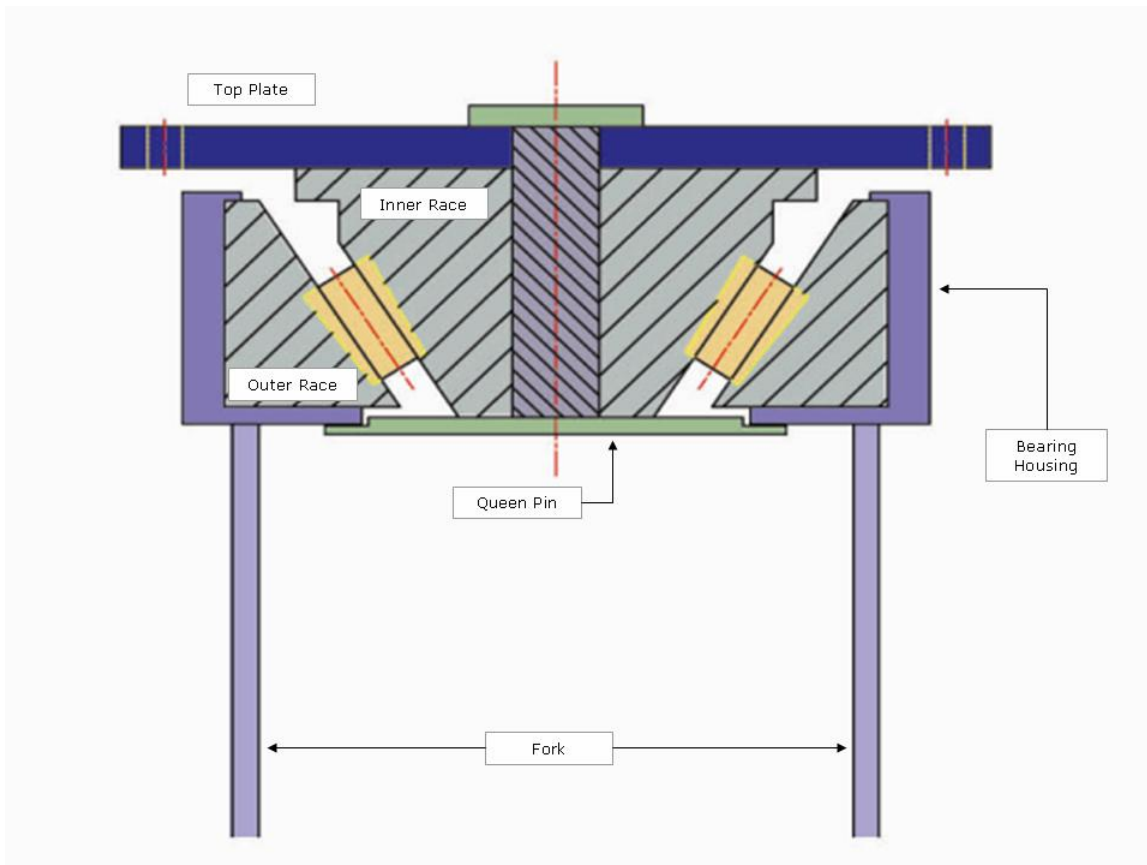 Top Plate
Inner Race
Outer Race
Bearing
Housing
Queen Pin
Fork